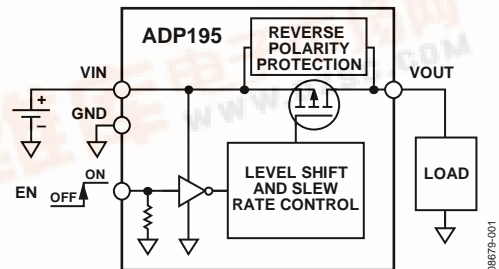 ADP195
REVERSE
POLARITY
PROTECTION
VIN
VOUT
+
–
GND
LEVEL SHIFT
AND SLEW
RATE CONTROL
LOAD
EN
ON
OFF
08679-001